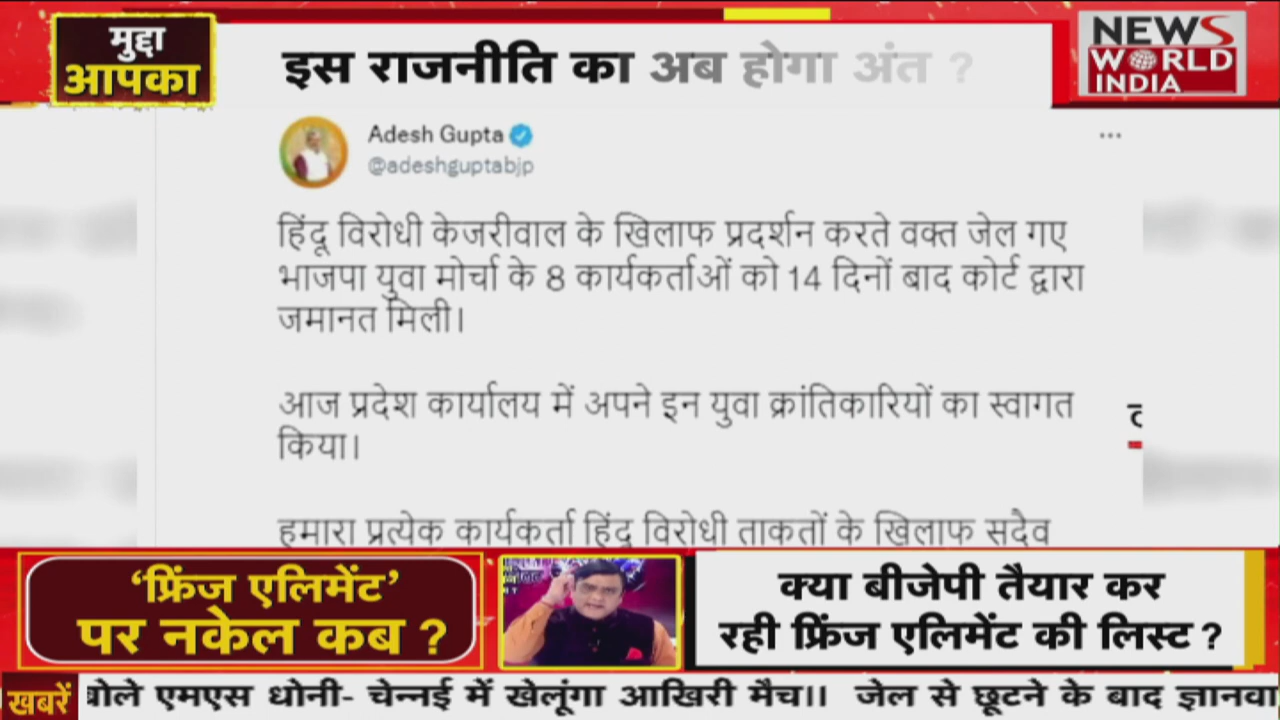 मुद्दा
आपका
इस राजनीति का अब होगा अंत ?
NEWS
WORLD
INDIA
Adesh Gupta
@adeshguptabjp
हिंदू विरोधी केजरीवाल के खिलाफ प्रदर्शन करते वक्त जेल गए
भाजपा युवा मोर्चा के 8 कार्यकर्ताओं को 14 दिनों बाद कोर्ट द्वारा
जमानत मिली।
आज प्रदेश कार्यालय में अपने इन युवा क्रांतिकारियों का स्वागत
किया।
हमारा प्रत्येक कार्यकर्ता हिंदू विरोधी ताकतों के खिलाफ सदैव
‘फ्रिंज एलिमेंट’
पर नकेल कब ?
क्या बीजेपी तैयार कर
रही फ्रिंज एलिमेंट की लिस्ट ?
खबरें
बोले एमएस धोनी- चेन्नई में खेलूंगा आखिरी मैच।। जेल से छूटने के बाद ज्ञानवा